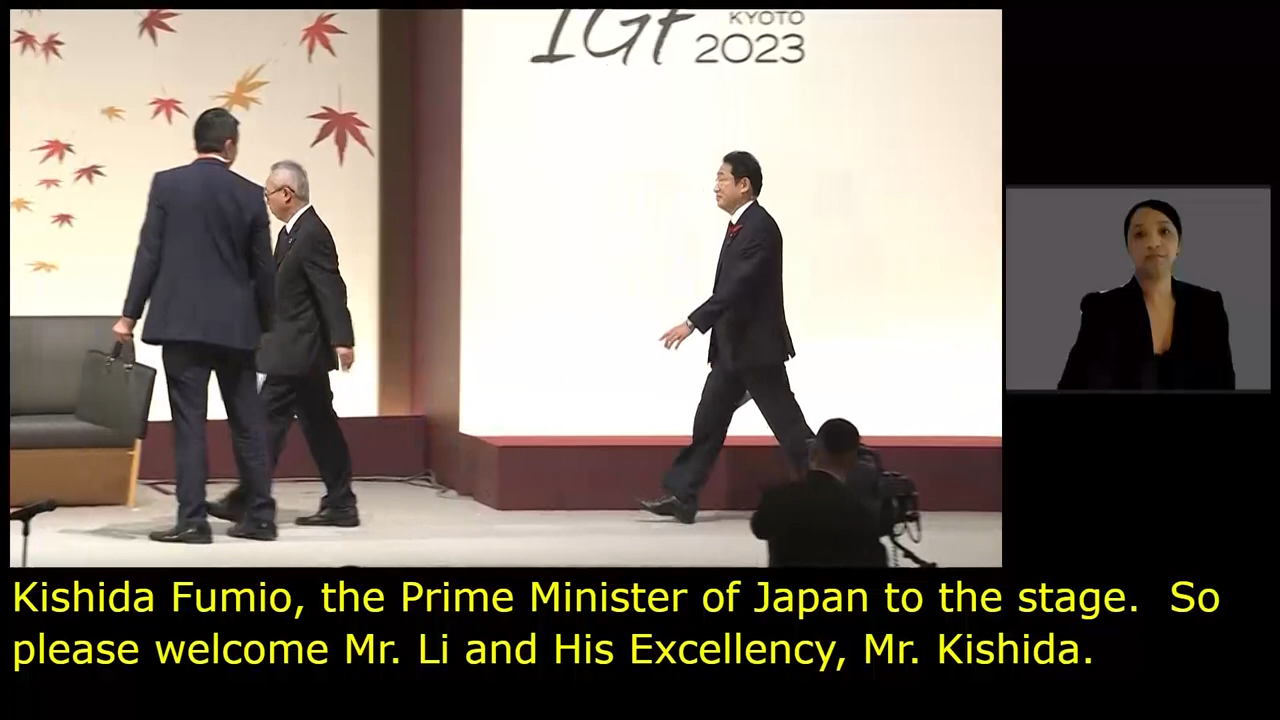 IGF
KYOTO
2023
Kishida Fumio, the Prime Minister of Japan to the stage.  So
please welcome Mr. Li and His Excellency, Mr. Kishida.